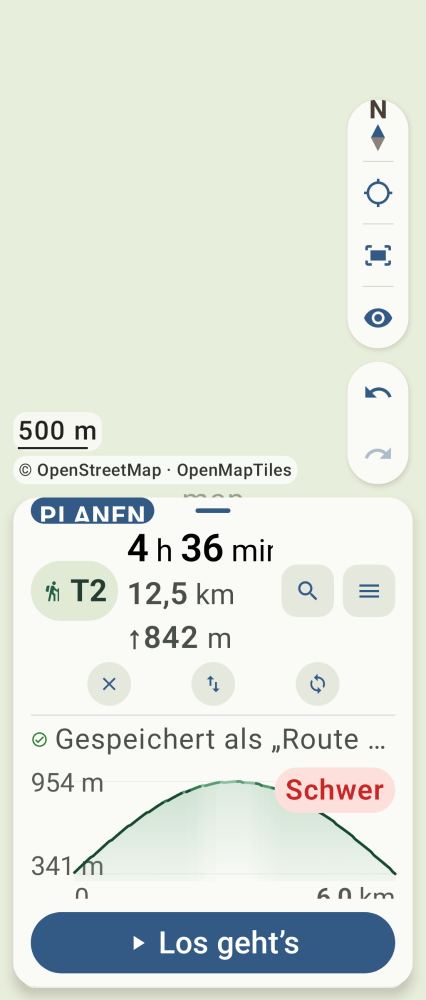 N
500 m
© OpenStreetMap · OpenMapTiles
PLANEN
4 h 36 min
T2
12,5 km
↑842 m
Gespeichert als „Route ...
954 m
Schwer
341 m
0
6,0 km
Los geht’s